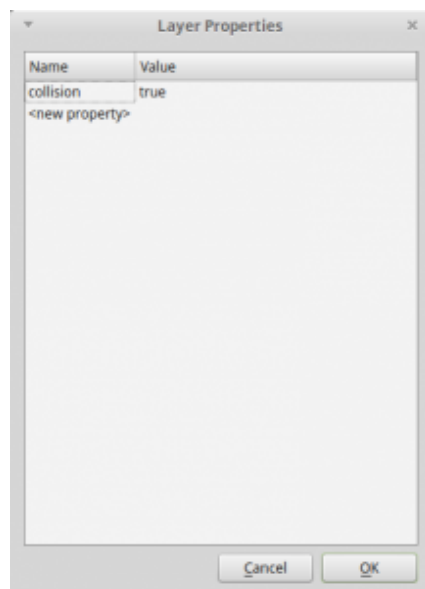 Layer Properties
Name Value
collision true
<new property>
Cancel OK